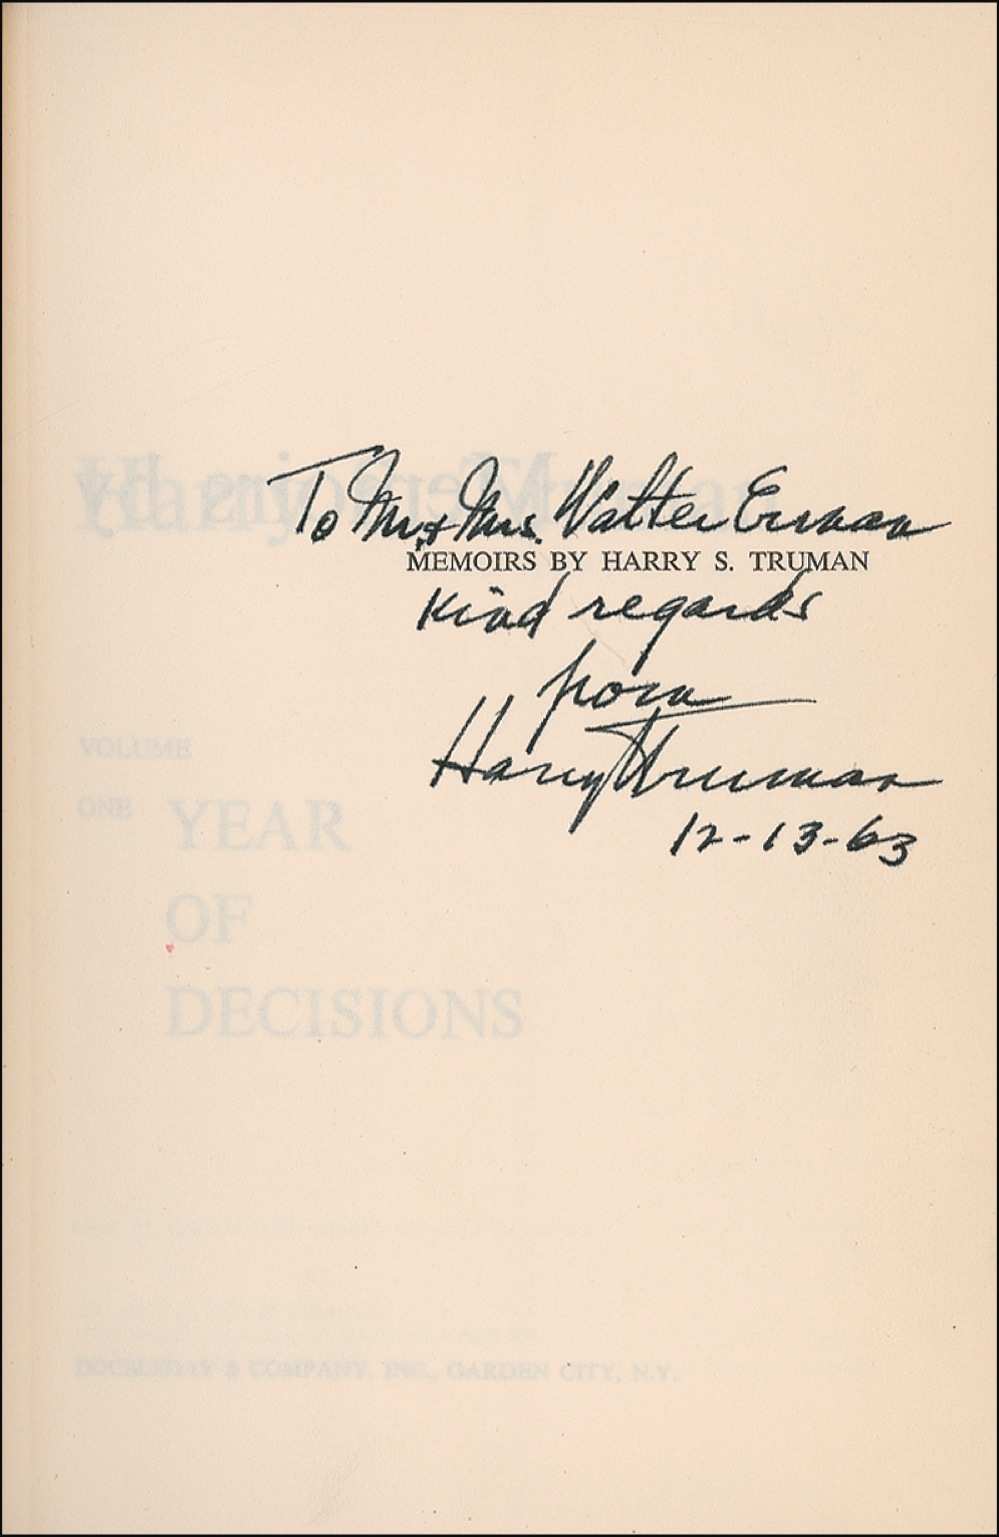 To Mr. & Mrs. Walter Erman
MEMOIRS BY HARRY S. TRUMAN
Kind regards
from
Harry Truman
12-13-63
VOLUME
ONE YEAR
OF
DECISIONS
DOUBLEDAY & COMPANY, INC., GARDEN CITY, N.Y.